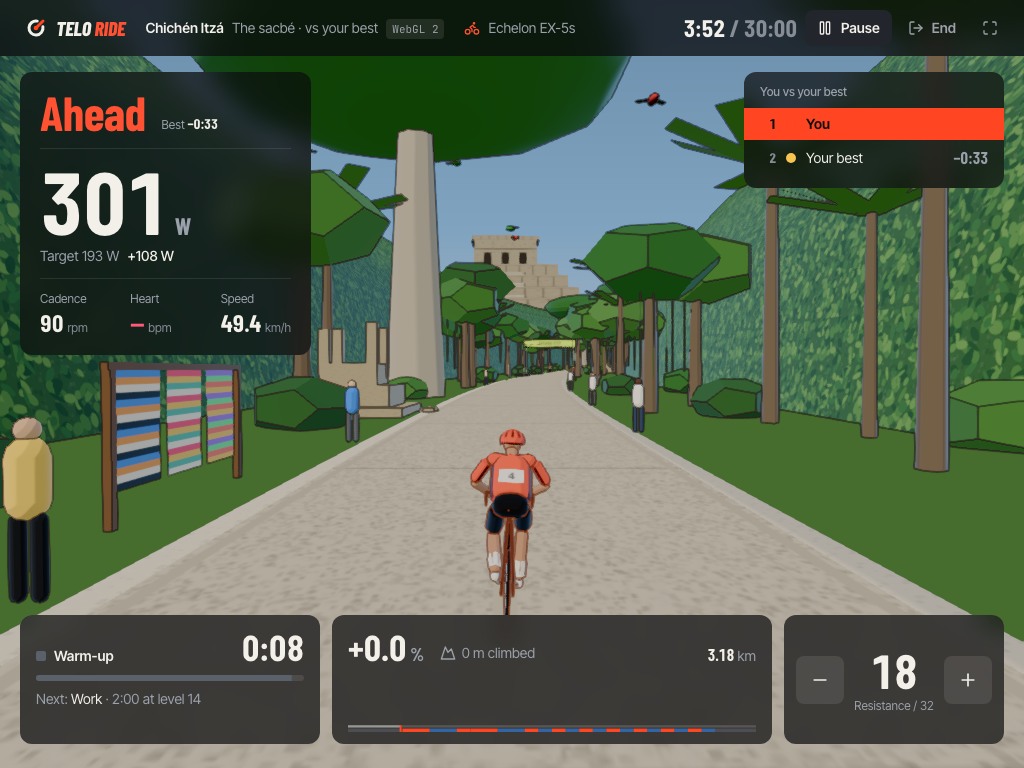 TELO RIDE Chichén Itzá The sacbé · vs your best WebGL 2 Echelon EX-5s 3:52 / 30:00 Pause End
Ahead Best −0:33
301 W
Target 193 W +108 W
Cadence Heart Speed
90 rpm – bpm 49.4 km/h
You vs your best
1 You
2 Your best −0:33
4
Warm-up 0:08
Next: Work · 2:00 at level 14
+0.0 % 0 m climbed 3.18 km
− 18 +
Resistance / 32